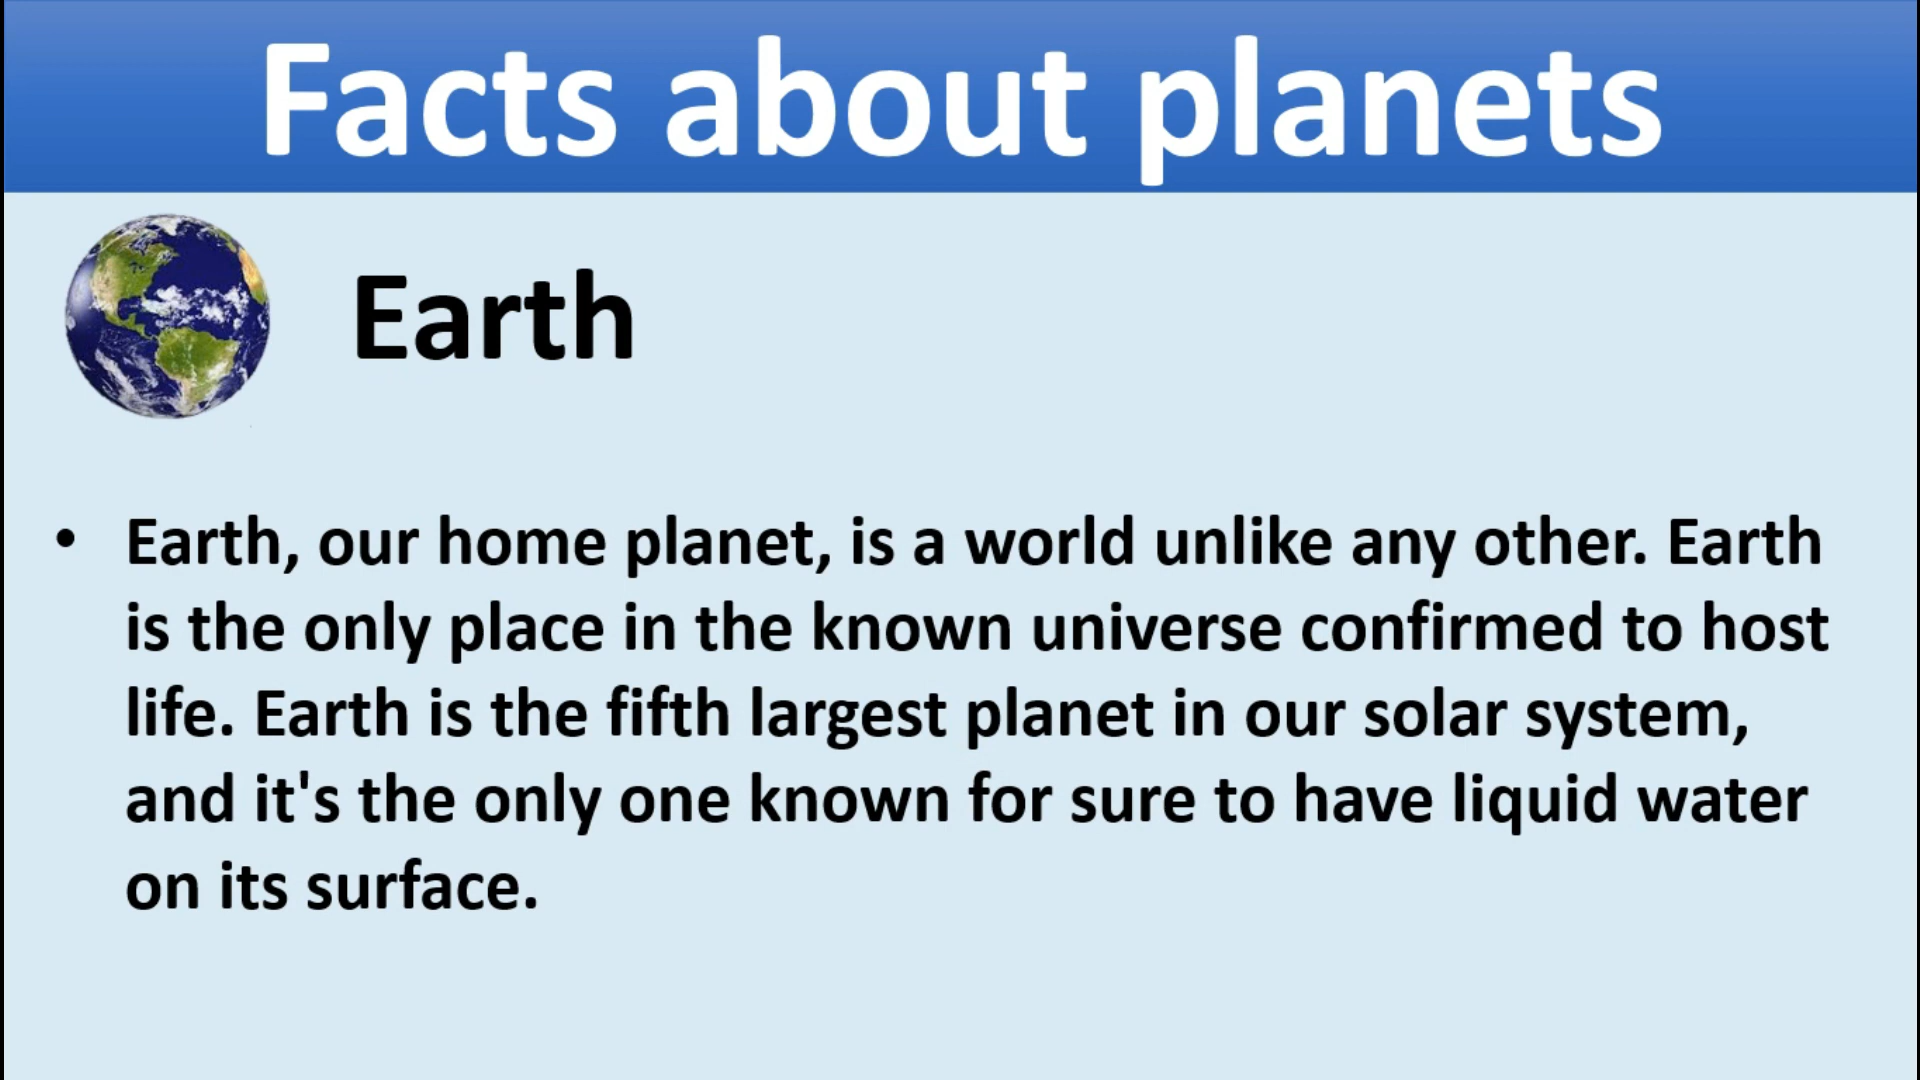 Facts about planets
Earth
• Earth, our home planet, is a world unlike any other. Earth
is the only place in the known universe confirmed to host
life. Earth is the fifth largest planet in our solar system,
and it's the only one known for sure to have liquid water
on its surface.